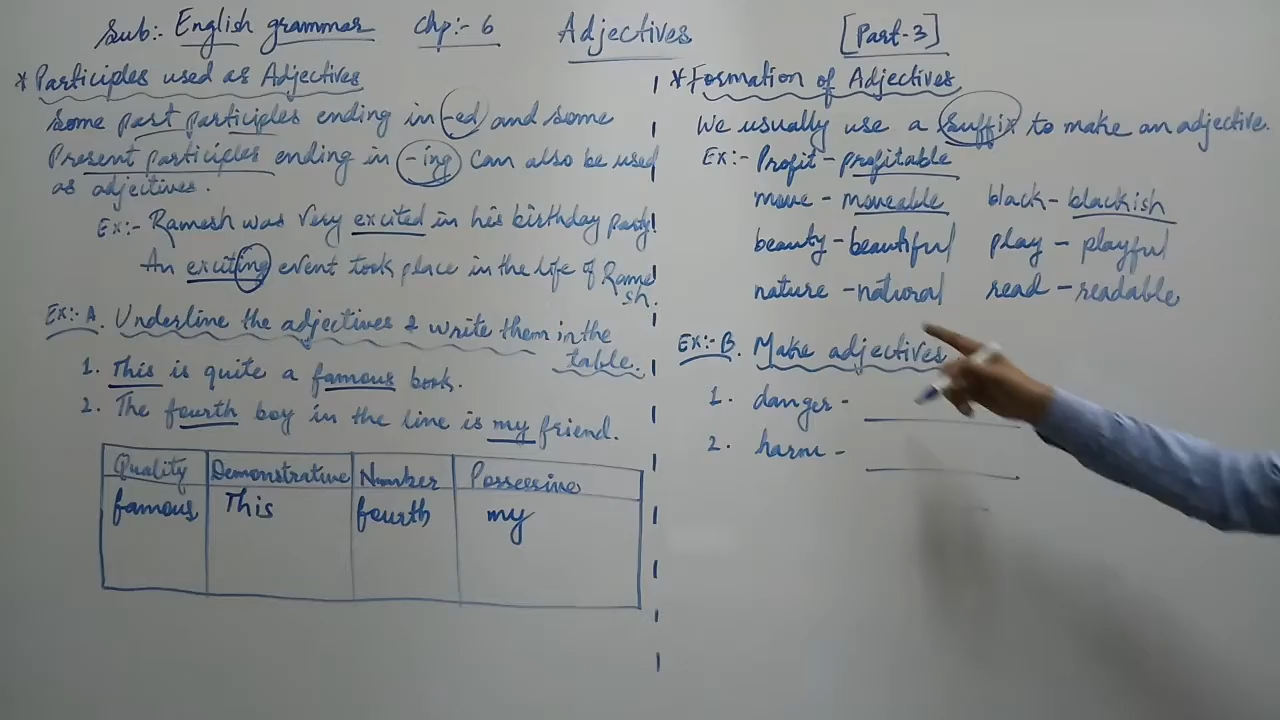 Sub:- English grammar Chp:- 6 Adjectives [Part-3]
* Participles used as Adjectives
Some past participles ending in -ed and some
Present participles ending in -ing can also be used
as adjectives.
Ex:- Ramesh was very excited in his birthday party!
An exciting event took place in the life of Rame
sh.
Ex:- A. Underline the adjectives & write them in the
table.
1. This is quite a famous book.
2. The fourth boy in the line is my friend.
Quality Demonstrative Number Possessive
famous This fourth my
* Formation of Adjectives
We usually use a suffix to make an adjective.
Ex:- Profit - profitable
move - moveable black - blackish
beauty - beautiful play - playful
nature - natural read - readable
Ex:- B. Make adjectives
1. danger -
2. harm -